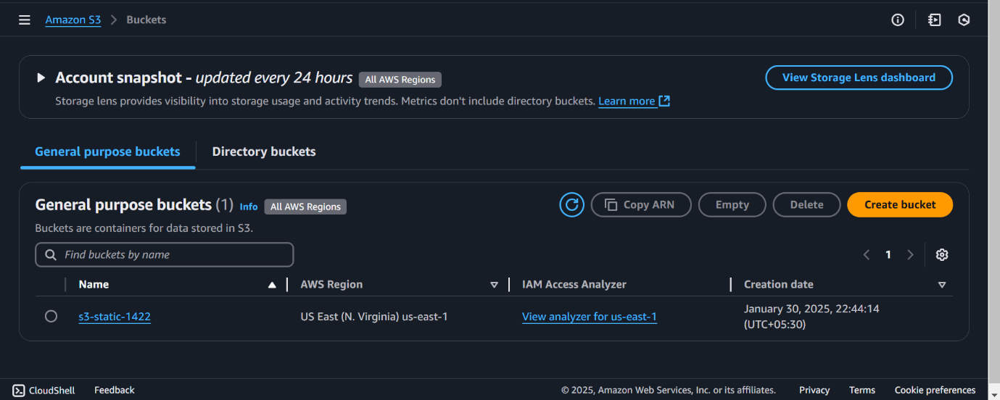 Amazon S3 > Buckets
Account snapshot - updated every 24 hours All AWS Regions
View Storage Lens dashboard
Storage lens provides visibility into storage usage and activity trends. Metrics don't include directory buckets. Learn more
General purpose buckets Directory buckets
General purpose buckets (1) Info All AWS Regions
Copy ARN Empty Delete Create bucket
Buckets are containers for data stored in S3.
Find buckets by name
1
Name AWS Region IAM Access Analyzer Creation date
s3-static-1422 US East (N. Virginia) us-east-1 View analyzer for us-east-1 January 30, 2025, 22:44:14
(UTC+05:30)
CloudShell Feedback © 2025, Amazon Web Services, Inc. or its affiliates. Privacy Terms Cookie preferences